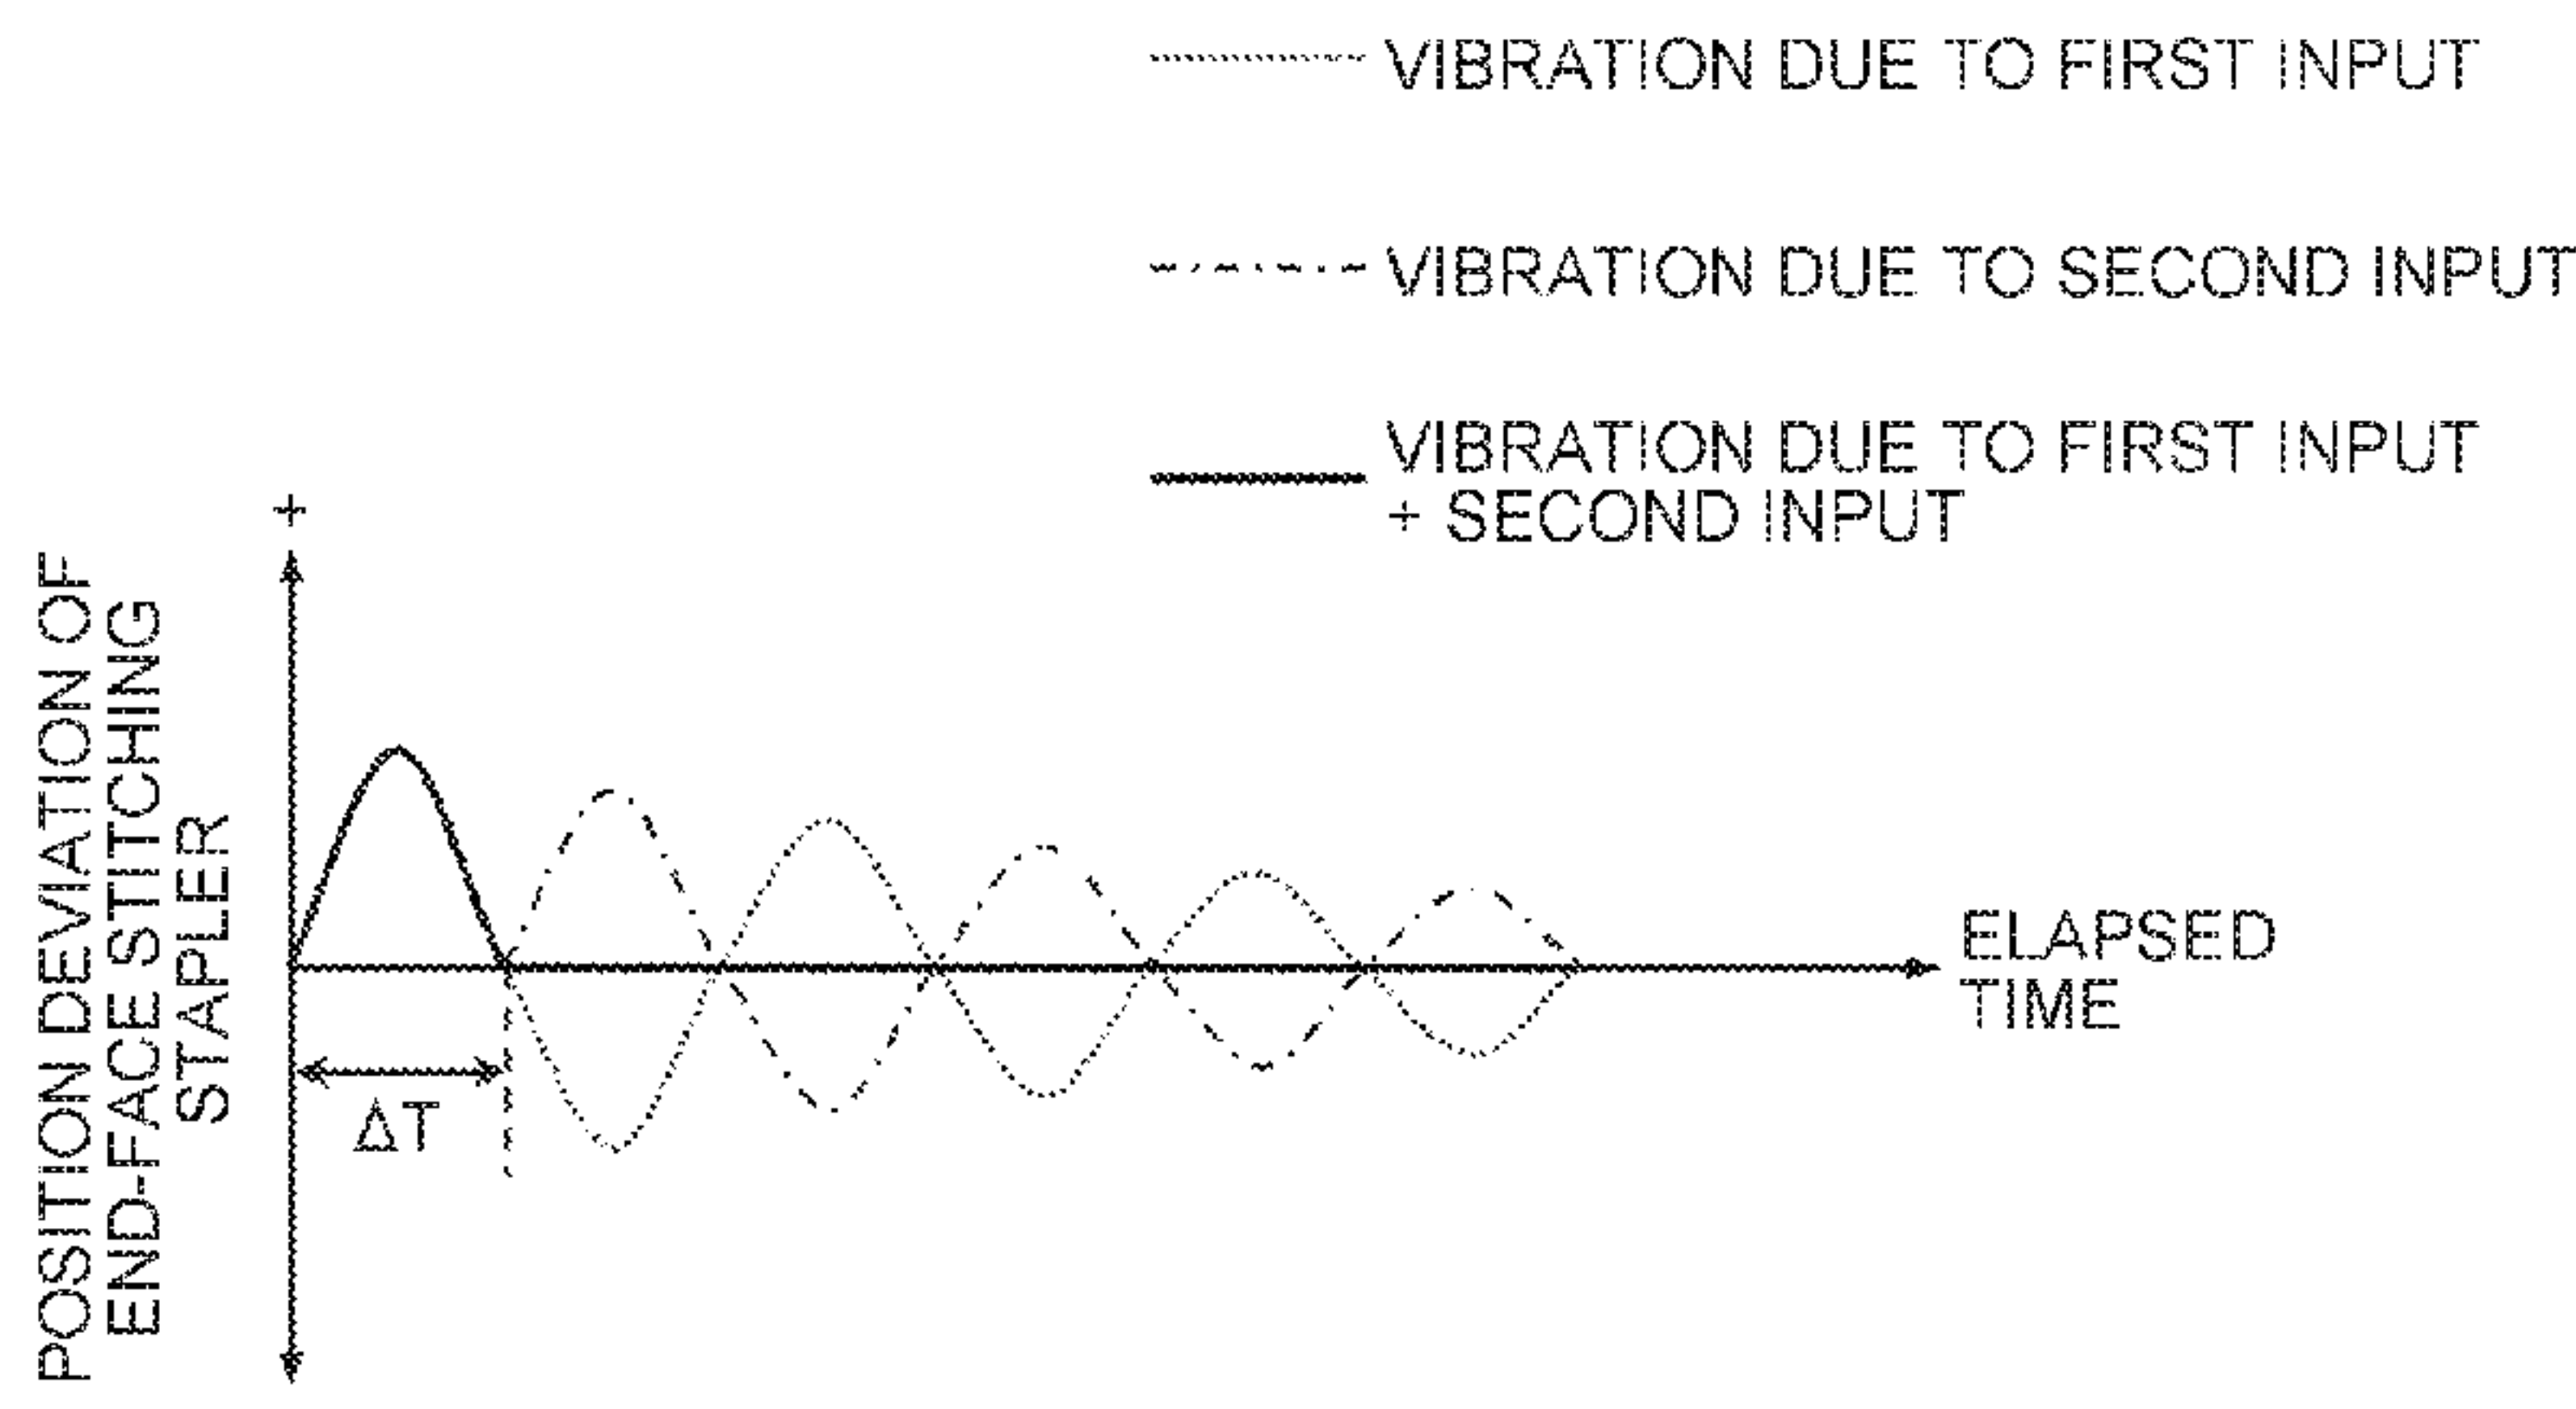 VIBRATION DUE TO FIRST INPUT
VIBRATION DUE TO SECOND INPUT
VIBRATION DUE TO FIRST INPUT
+ SECOND INPUT
+
POSITION DEVIATION OF
END-FACE STITCHING
STAPLER
ELAPSED
TIME
ΔT